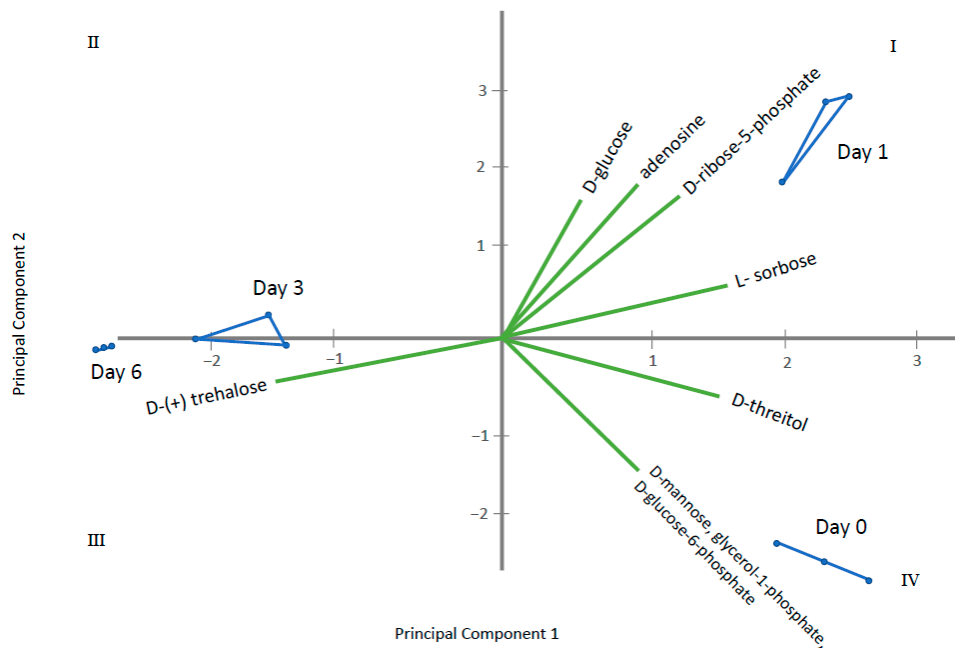 II
I
3
D-glucose
adenosine
D-ribose-5-phosphate
Day 1
2
1
L- sorbose
Principal Component 2
Day 3
Day 6
−2
−1
1
2
3
D-(+) trehalose
D-threitol
−1
−2
D-mannose, glycerol-1-phosphate,
D-glucose-6-phosphate
Day 0
III
IV
Principal Component 1